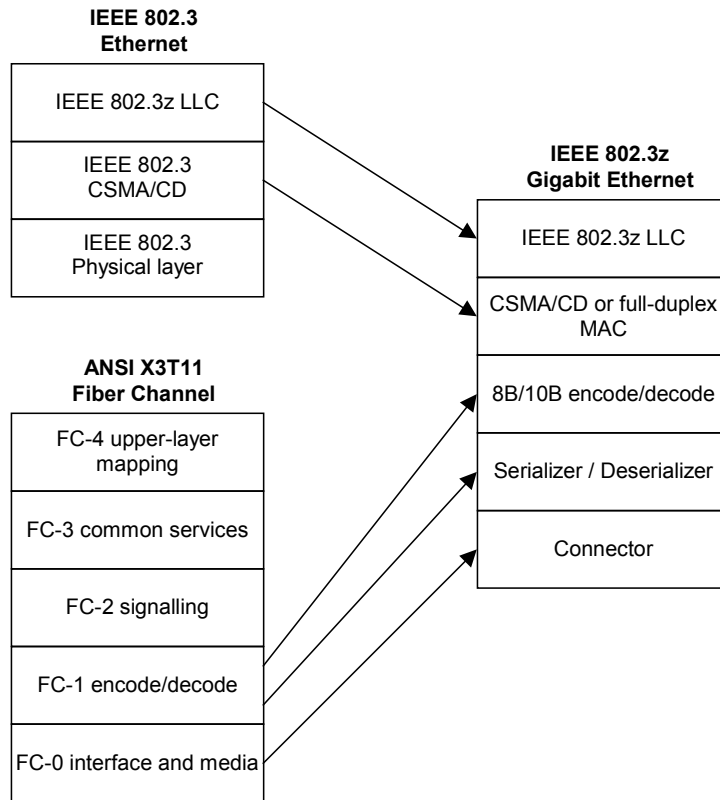 IEEE 802.3
Ethernet
IEEE 802.3z LLC
IEEE 802.3
CSMA/CD
IEEE 802.3
Physical layer
ANSI X3T11
Fiber Channel
FC-4 upper-layer
mapping
FC-3 common services
FC-2 signalling
FC-1 encode/decode
FC-0 interface and media
IEEE 802.3z
Gigabit Ethernet
IEEE 802.3z LLC
CSMA/CD or full-duplex
MAC
8B/10B encode/decode
Serializer / Deserializer
Connector